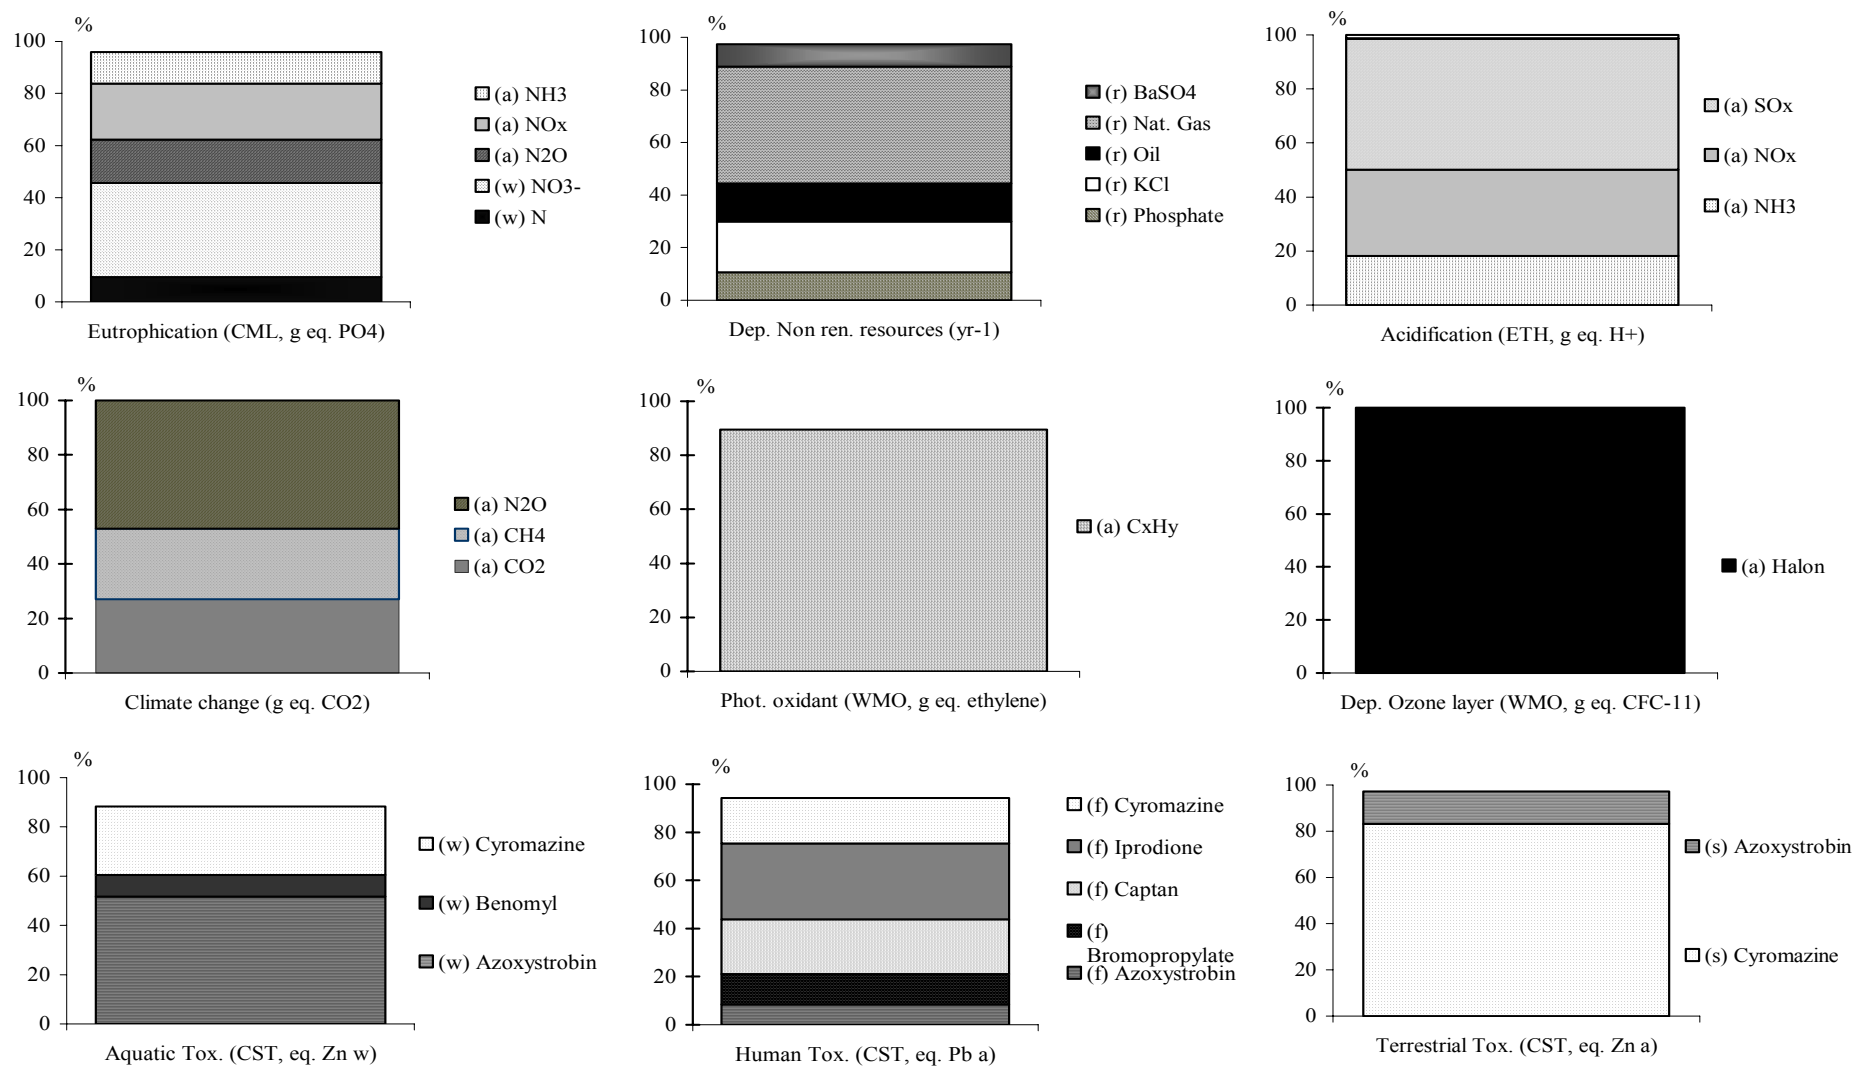 %
100
80
60
40
20
0
(a) NH3
(a) NOx
(a) N2O
(w) NO3-
(w) N
Eutrophication (CML, g eq. PO4)
%
100
80
60
40
20
0
(r) BaSO4
(r) Nat. Gas
(r) Oil
(r) KCl
(r) Phosphate
Dep. Non ren. resources (yr-1)
%
100
80
60
40
20
0
(a) SOx
(a) NOx
(a) NH3
Acidification (ETH, g eq. H+)
%
100
80
60
40
20
0
(a) N2O
(a) CH4
(a) CO2
Climate change (g eq. CO2)
%
100
80
60
40
20
0
(a) CxHy
Phot. oxidant (WMO, g eq. ethylene)
%
100
80
60
40
20
0
(a) Halon
Dep. Ozone layer (WMO, g eq. CFC-11)
%
100
80
60
40
20
0
(w) Cyromazine
(w) Benomyl
(w) Azoxystrobin
Aquatic Tox. (CST, eq. Zn w)
%
100
80
60
40
20
0
(f) Cyromazine
(f) Iprodione
(f) Captan
(f)
Bromopropylate
(f) Azoxystrobin
Human Tox. (CST, eq. Pb a)
%
100
80
60
40
20
0
(s) Azoxystrobin
(s) Cyromazine
Terrestrial Tox. (CST, eq. Zn a)